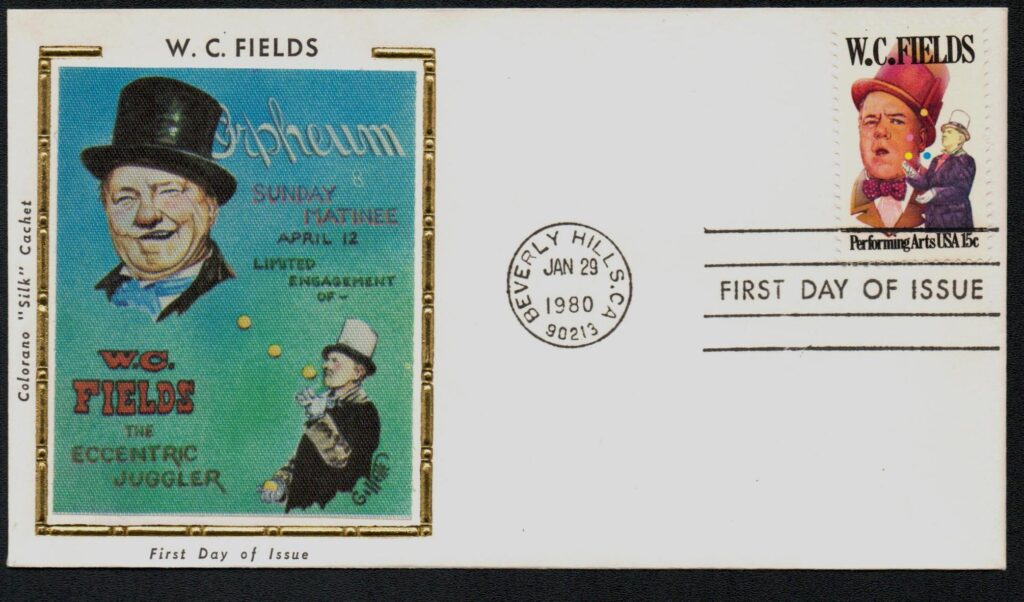 W. C. FIELDS
Orpheum
SUNDAY
MATINEE
APRIL 12
LIMITED
ENGAGEMENT
OF-
W.C.
FIELDS
THE
ECCENTRIC
JUGGLER
Colorano "Silk" Cachet
First Day of Issue
BEVERLY HILLS, CA
JAN 29
1980
90213
W.C.FIELDS
Performing Arts USA 15c
FIRST DAY OF ISSUE